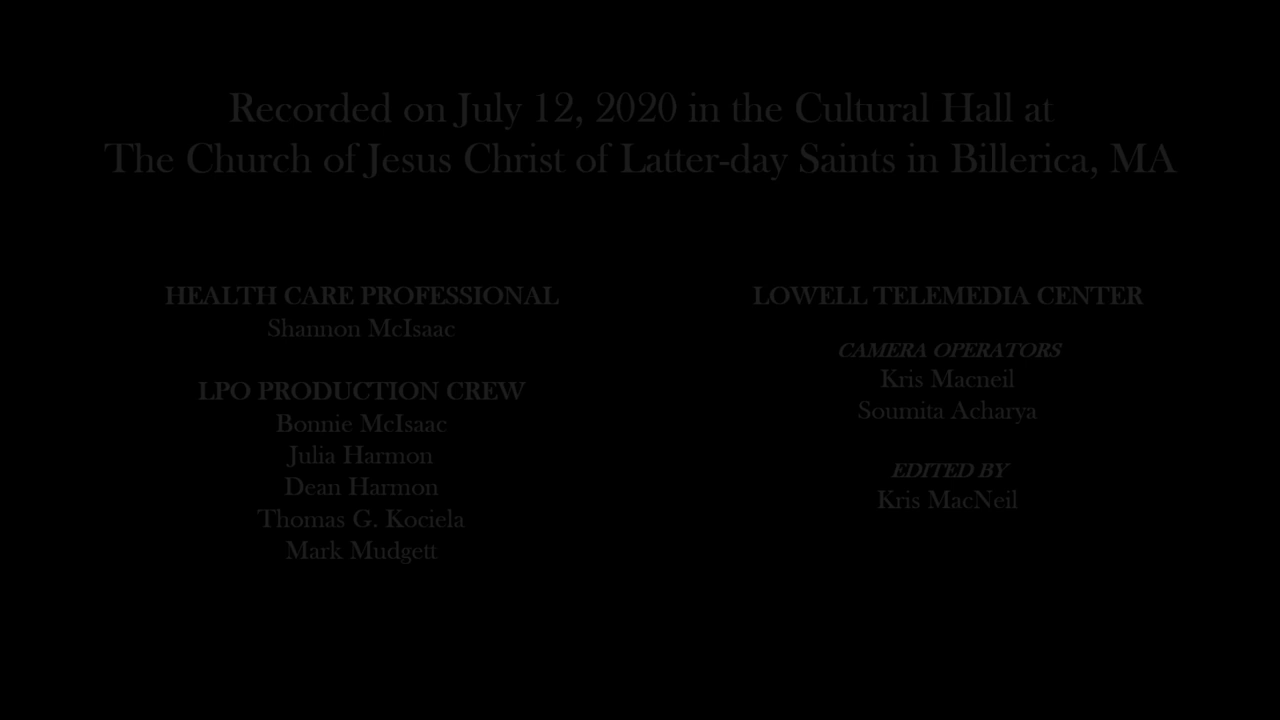 Recorded on July 12, 2020 in the Cultural Hall at
The Church of Jesus Christ of Latter-day Saints in Billerica, MA
HEALTH CARE PROFESSIONAL
Shannon McIsaac
LPO PRODUCTION CREW
Bonnie McIsaac
Julia Harmon
Dean Harmon
Thomas G. Kociela
Mark Mudgett
LOWELL TELEMEDIA CENTER
CAMERA OPERATORS
Kris Macneil
Soumita Acharya
EDITED BY
Kris MacNeil